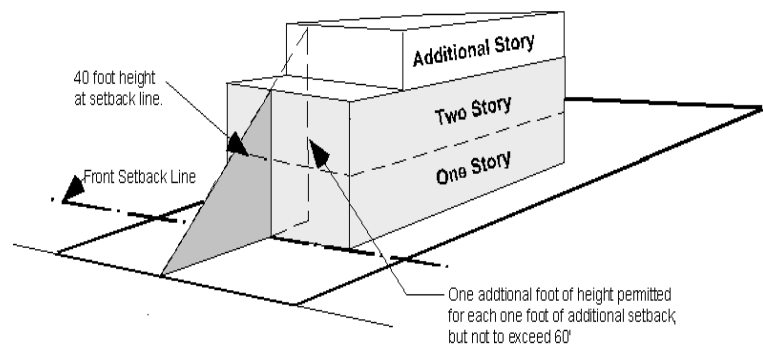 Additional Story
40 foot height
at setback line.
Two Story
One Story
Front Setback Line
One addtional foot of height permitted
for each one foot of additional setback,
but not to exceed 60'